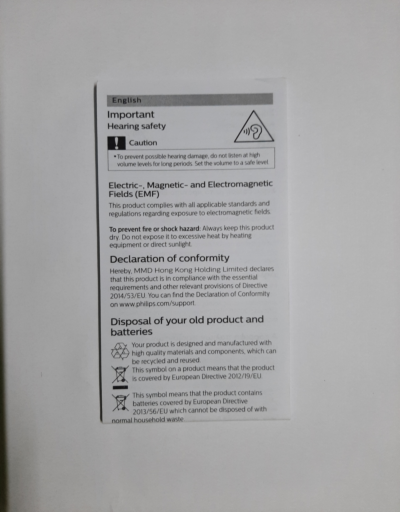 English
Important
Hearing safety
Caution
• To prevent possible hearing damage, do not listen at high
volume levels for long periods. Set the volume to a safe level.
Electric-, Magnetic- and Electromagnetic
Fields (EMF)
This product complies with all applicable standards and
regulations regarding exposure to electromagnetic fields.
To prevent fire or shock hazard: Always keep this product
dry. Do not expose it to excessive heat by heating
equipment or direct sunlight.
Declaration of conformity
Hereby, MMD Hong Kong Holding Limited declares
that this product is in compliance with the essential
requirements and other relevant provisions of Directive
2014/53/EU. You can find the Declaration of Conformity
on www.philips.com/support.
Disposal of your old product and
batteries
Your product is designed and manufactured with
high quality materials and components, which can
be recycled and reused.
This symbol on a product means that the product
is covered by European Directive 2012/19/EU.
This symbol means that the product contains
batteries covered by European Directive
2013/56/EU which cannot be disposed of with
normal household waste.